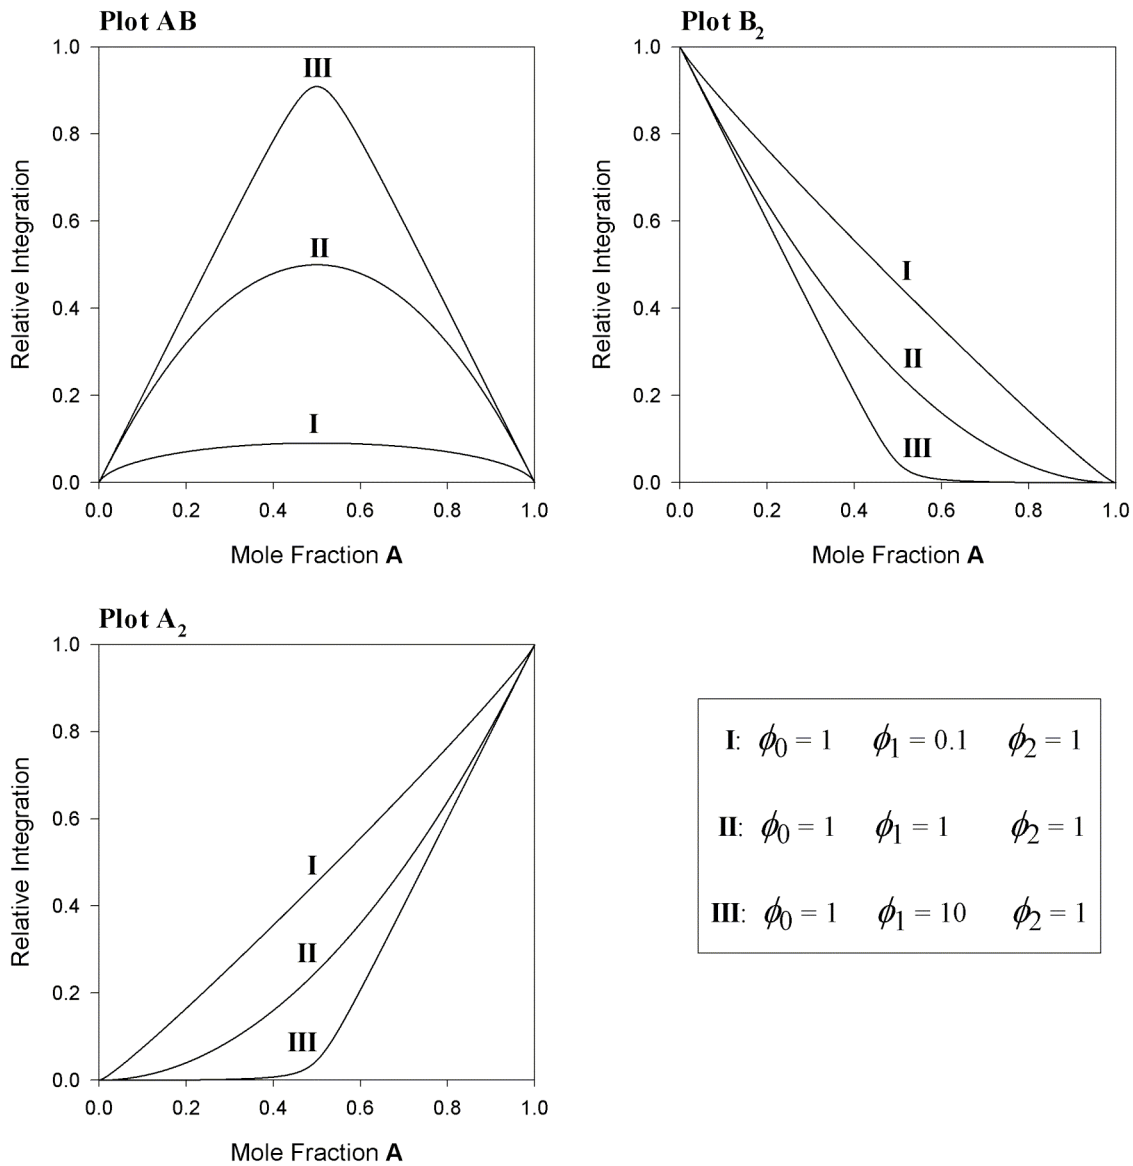 Plot AB
1.0
0.8
0.6
0.4
0.2
0.0
Relative Integration
III
II
I
0.0 0.2 0.4 0.6 0.8 1.0
Mole Fraction A
Plot B₂
1.0
0.8
0.6
0.4
0.2
0.0
Relative Integration
I
II
III
0.0 0.2 0.4 0.6 0.8 1.0
Mole Fraction A
Plot A₂
1.0
0.8
0.6
0.4
0.2
0.0
Relative Integration
I
II
III
0.0 0.2 0.4 0.6 0.8 1.0
Mole Fraction A
I: ϕ₀ = 1 ϕ₁ = 0.1 ϕ₂ = 1
II: ϕ₀ = 1 ϕ₁ = 1 ϕ₂ = 1
III: ϕ₀ = 1 ϕ₁ = 10 ϕ₂ = 1